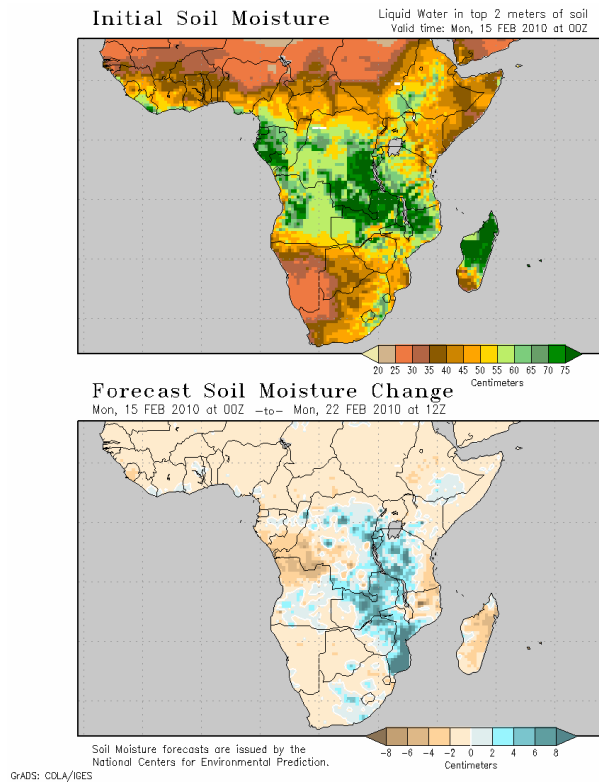 Initial Soil Moisture
Liquid Water in top 2 meters of soil
Valid time: Mon, 15 FEB 2010 at 00Z
20 25 30 35 40 45 50 55 60 65 70 75
Centimeters
Forecast Soil Moisture Change
Mon, 15 FEB 2010 at 00Z —to— Mon, 22 FEB 2010 at 12Z
-8 -6 -4 -2 0 2 4 6 8
Centimeters
Soil Moisture forecasts are issued by the
National Centers for Environmental Prediction.
GrADS: COLA/IGES